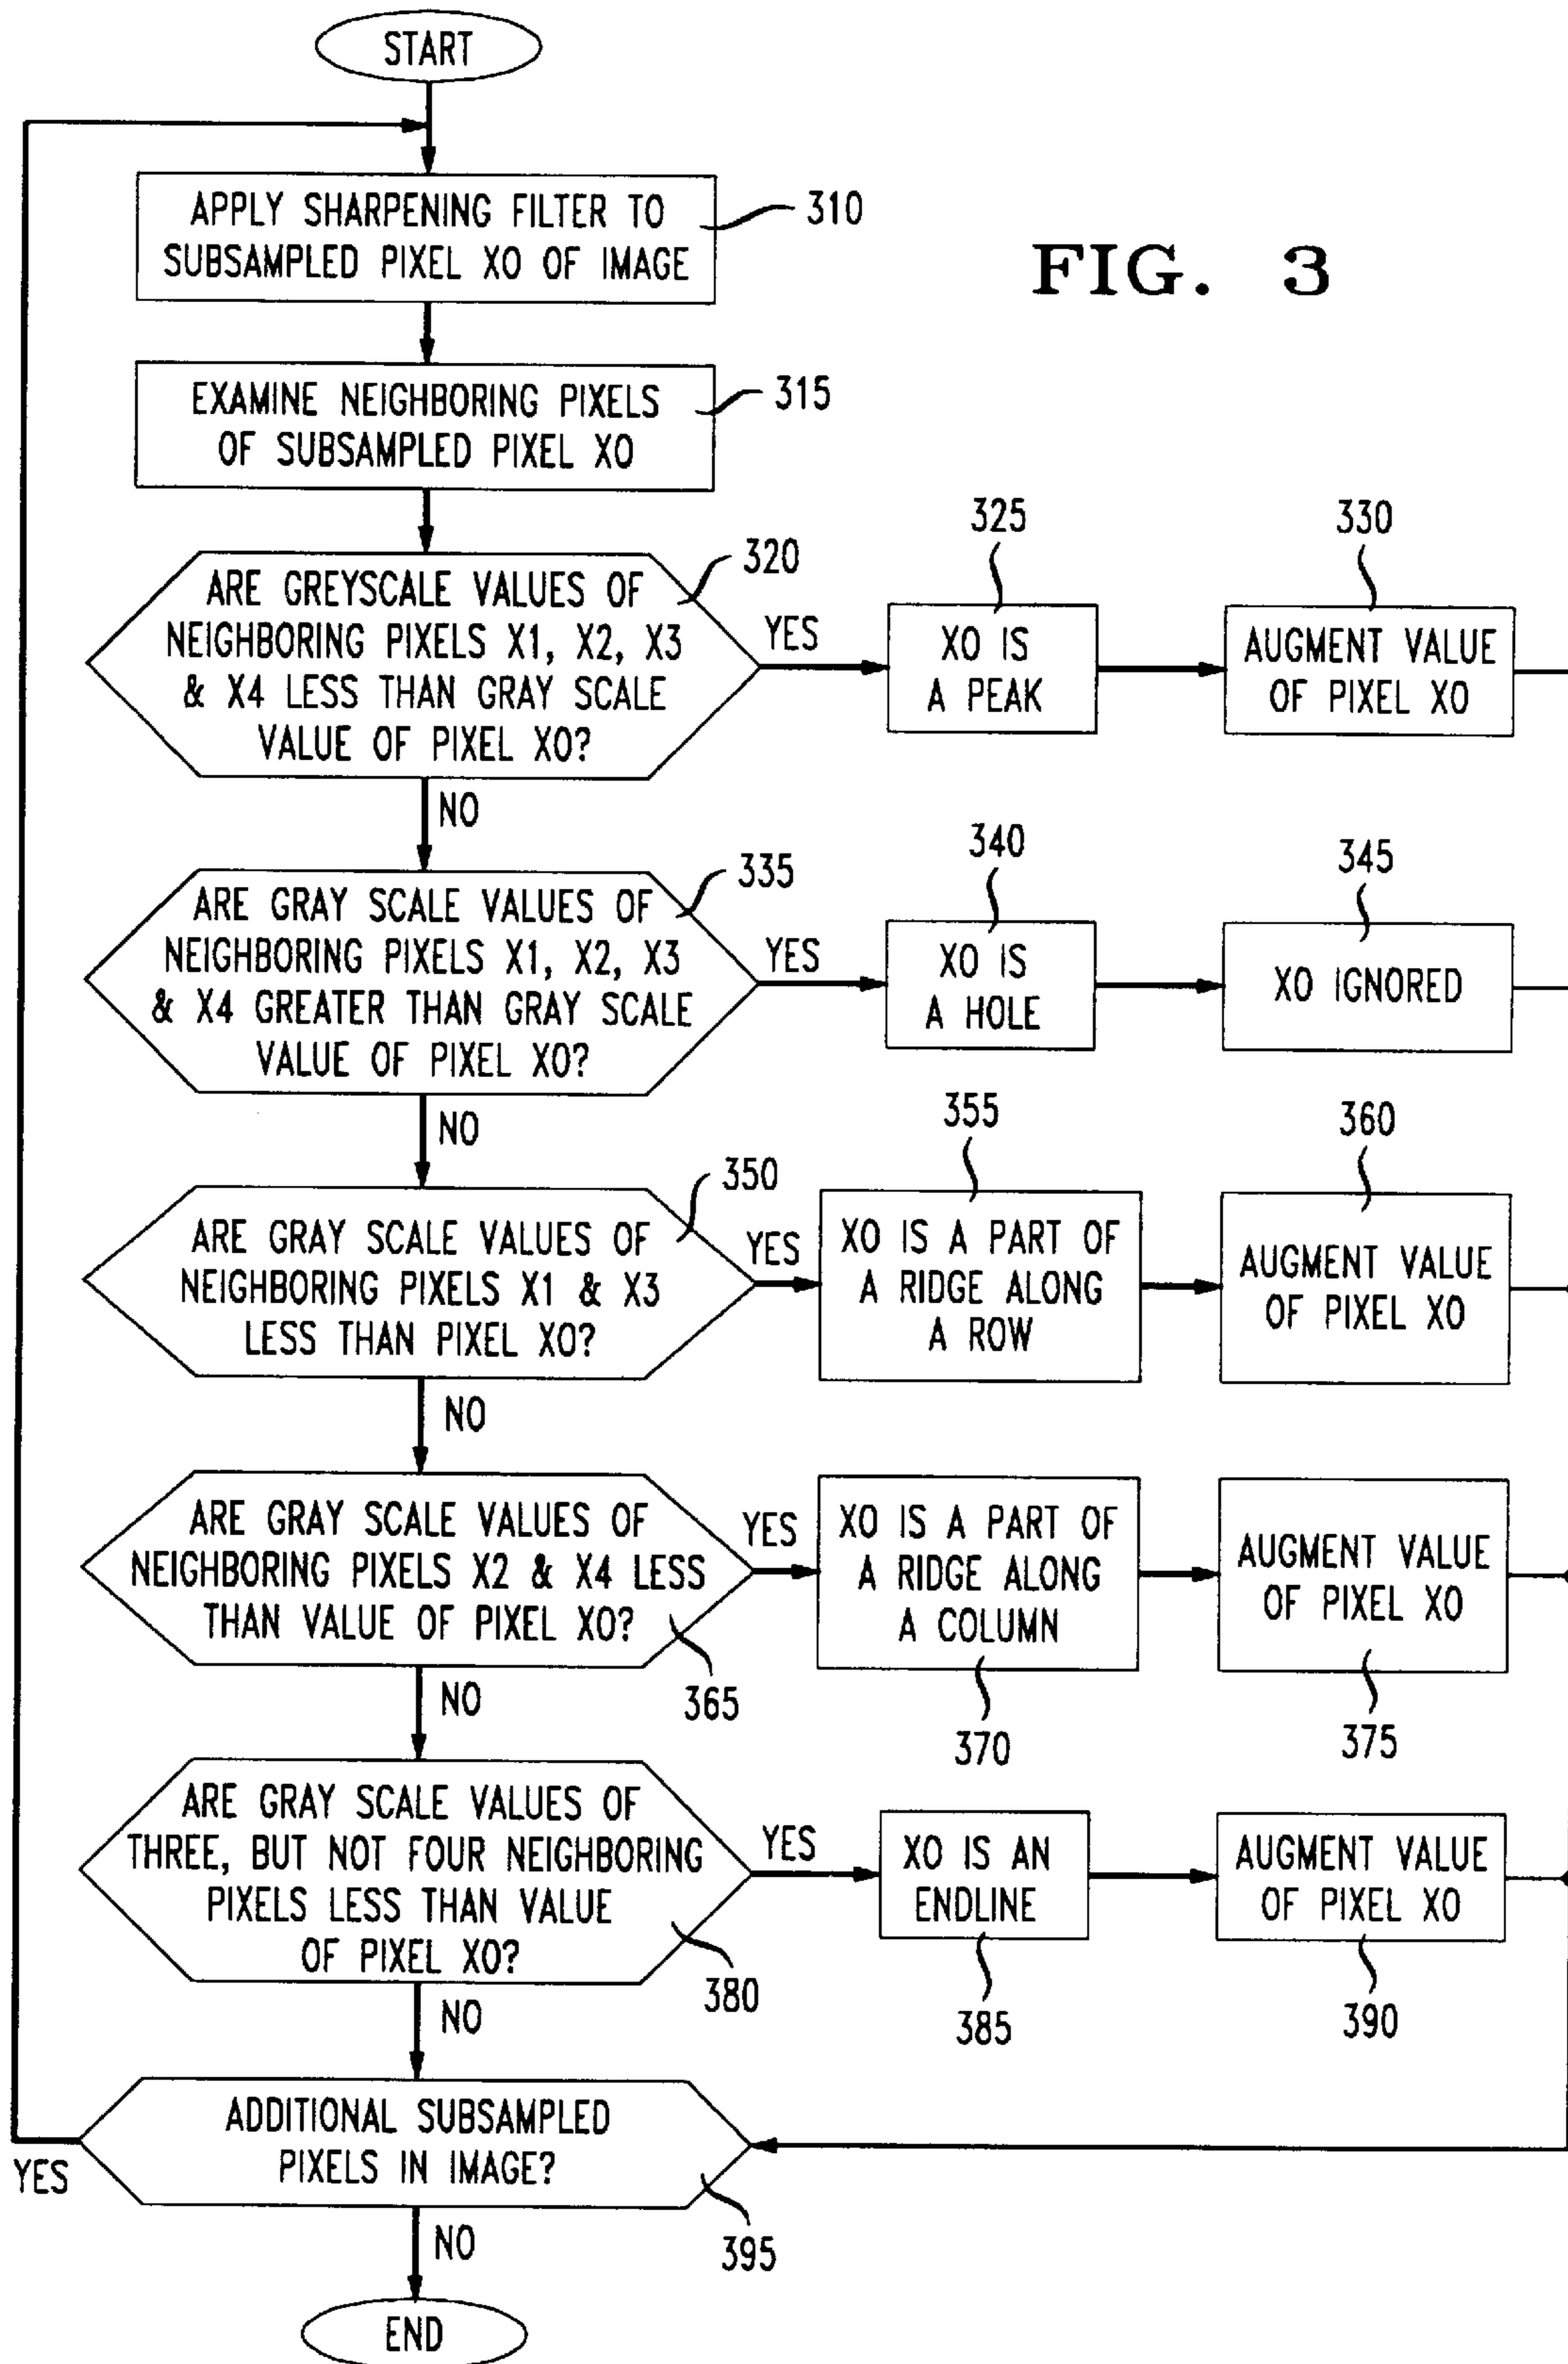 START
APPLY SHARPENING FILTER TO
SUBSAMPLED PIXEL XO OF IMAGE
310
FIG. 3
EXAMINE NEIGHBORING PIXELS
OF SUBSAMPLED PIXEL XO
315
ARE GREYSCALE VALUES OF
NEIGHBORING PIXELS X1, X2, X3
& X4 LESS THAN GRAY SCALE
VALUE OF PIXEL XO?
320
YES
325
XO IS
A PEAK
330
AUGMENT VALUE
OF PIXEL XO
NO
ARE GRAY SCALE VALUES OF
NEIGHBORING PIXELS X1, X2, X3
& X4 GREATER THAN GRAY SCALE
VALUE OF PIXEL XO?
335
YES
340
XO IS
A HOLE
345
XO IGNORED
NO
ARE GRAY SCALE VALUES OF
NEIGHBORING PIXELS X1 & X3
LESS THAN PIXEL XO?
350
YES
355
XO IS A PART OF
A RIDGE ALONG
A ROW
360
AUGMENT VALUE
OF PIXEL XO
NO
ARE GRAY SCALE VALUES OF
NEIGHBORING PIXELS X2 & X4 LESS
THAN VALUE OF PIXEL XO?
365
YES
XO IS A PART OF
A RIDGE ALONG
A COLUMN
370
AUGMENT VALUE
OF PIXEL XO
375
NO
ARE GRAY SCALE VALUES OF
THREE, BUT NOT FOUR NEIGHBORING
PIXELS LESS THAN VALUE
OF PIXEL XO?
380
YES
XO IS AN
ENDLINE
385
AUGMENT VALUE
OF PIXEL XO
390
NO
ADDITIONAL SUBSAMPLED
PIXELS IN IMAGE?
395
YES
NO
END